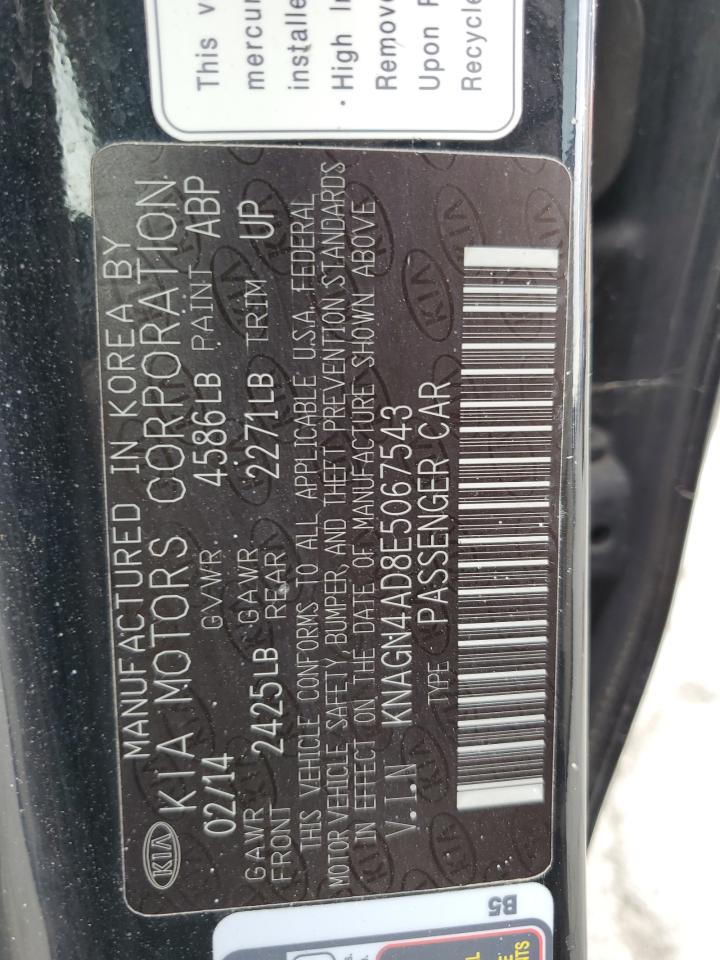 This v
mercur
installe
· High In
Remove
Upon R
Recycle
MANUFACTURED IN KOREA BY
KIA KIA MOTORS CORPORATION
02/14 GVWR 4586LB PAINT ABP
GAWR FRONT 2425LB GAWR REAR 2271LB TRIM UP
THIS VEHICLE CONFORMS TO ALL APPLICABLE U.S.A. FEDERAL
MOTOR VEHICLE SAFETY, BUMPER, AND THEFT PREVENTION STANDARDS
IN EFFECT ON THE DATE OF MANUFACTURE SHOWN ABOVE
V.I.N KNAGN4AD8E5067543
TYPE PASSENGER CAR
B5